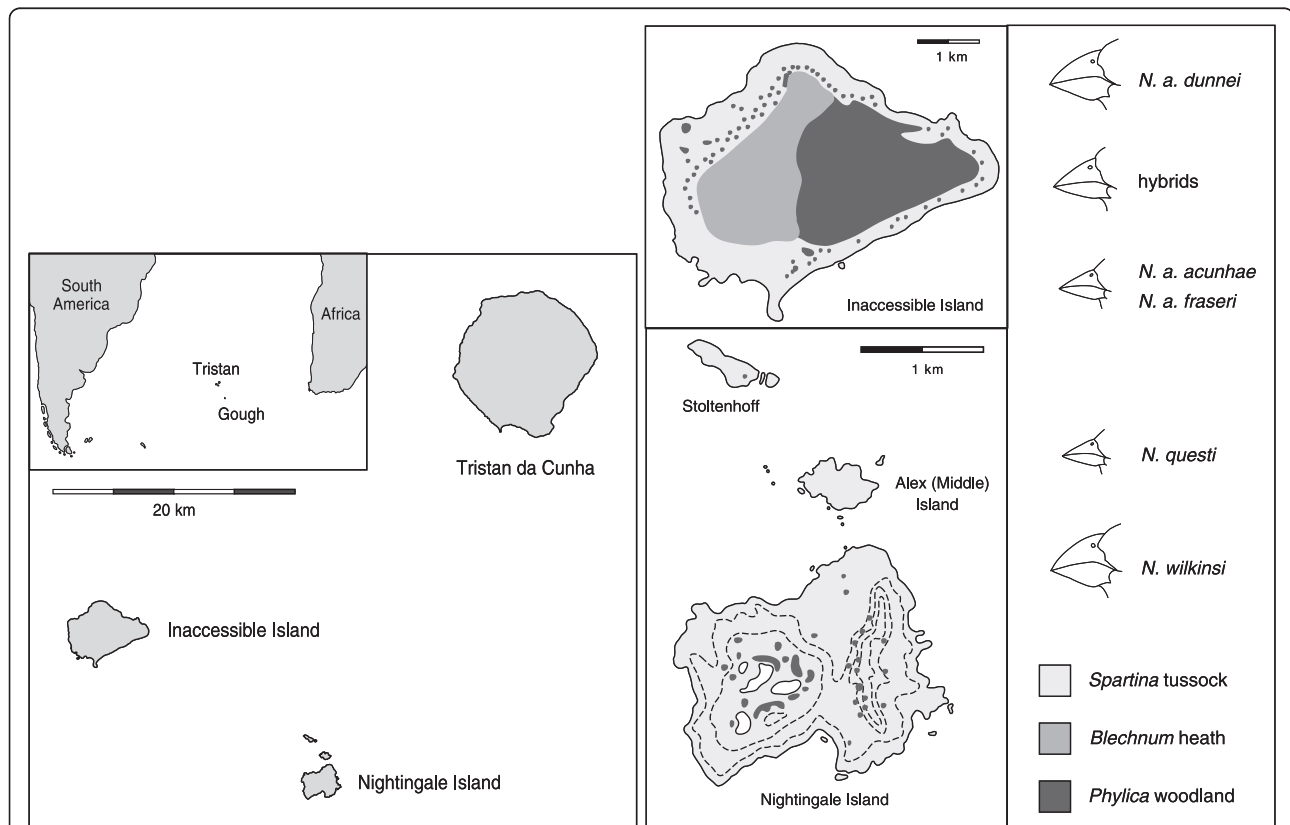 South
America
Africa
Tristan
Gough
Tristan da Cunha
20 km
Inaccessible Island
Nightingale Island
1 km
Inaccessible Island
1 km
Stoltenhoff
Alex (Middle)
Island
Nightingale Island
N. a. dunnei
hybrids
N. a. acunhae
N. a. fraseri
N. questi
N. wilkinsi
Spartina tussock
Blechnum heath
Phylica woodland